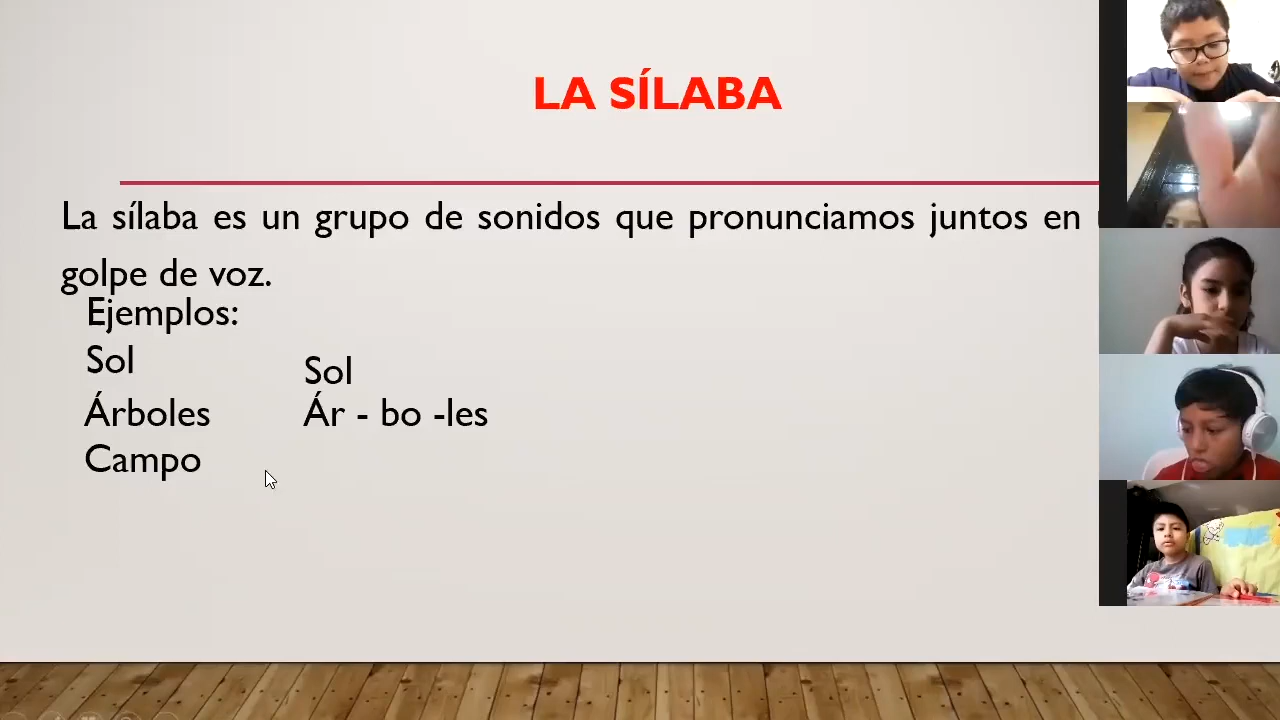 LA SÍLABA
La sílaba es un grupo de sonidos que pronunciamos juntos en
golpe de voz.
Ejemplos:
Sol
Sol
Árboles
Ár - bo -les
Campo